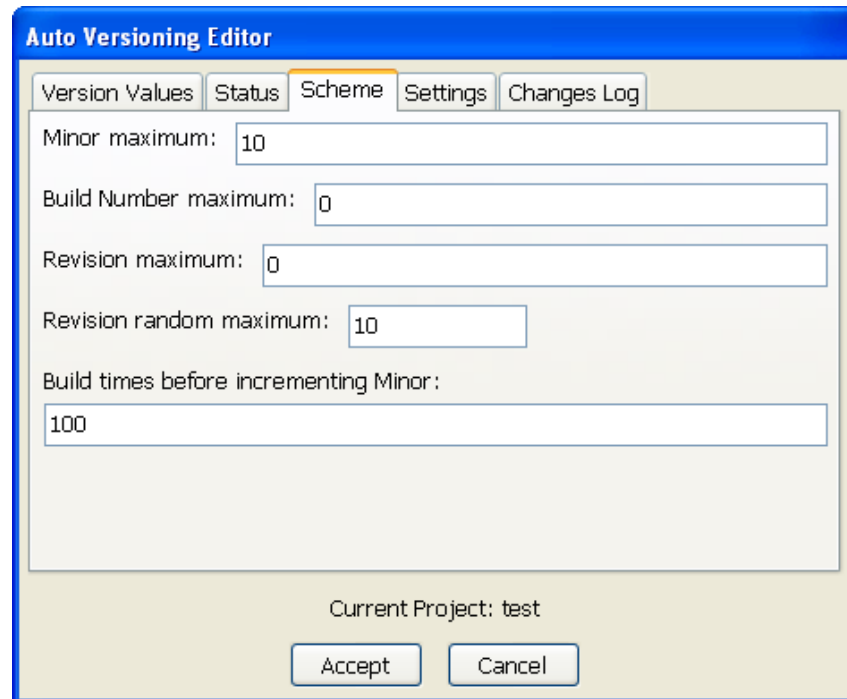 Auto Versioning Editor
Version Values Status Scheme Settings Changes Log
Minor maximum: 10
Build Number maximum: 0
Revision maximum: 0
Revision random maximum: 10
Build times before incrementing Minor:
100
Current Project: test
Accept Cancel